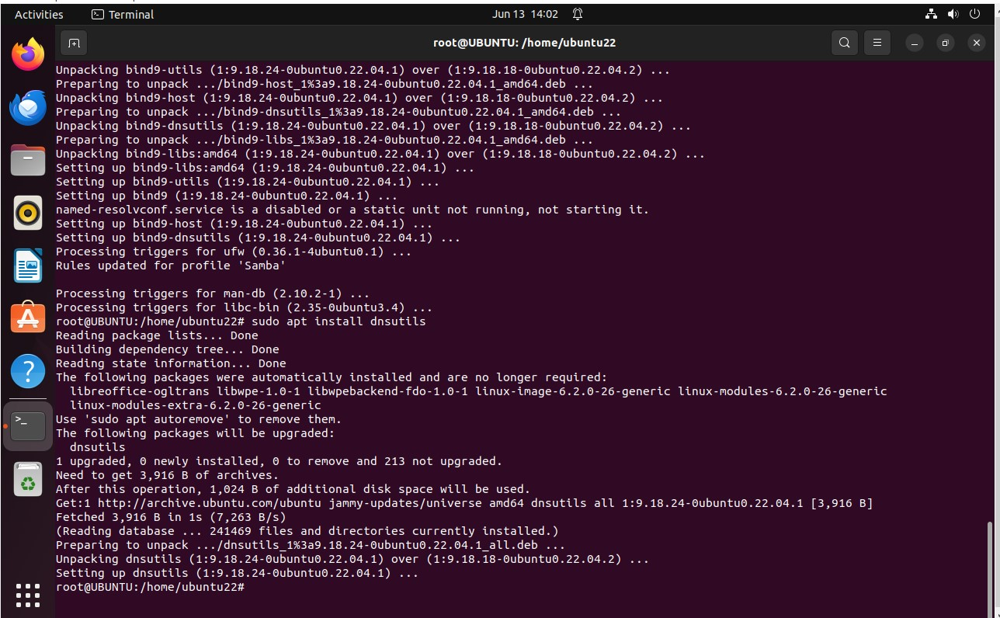 Activities
Terminal
Jun 13 14:02
root@UBUNTU: /home/ubuntu22
Unpacking bind9-utils (1:9.18.24-0ubuntu0.22.04.1) over (1:9.18.18-0ubuntu0.22.04.2) ...
Preparing to unpack .../bind9-host_1%3a9.18.24-0ubuntu0.22.04.1_amd64.deb ...
Unpacking bind9-host (1:9.18.24-0ubuntu0.22.04.1) over (1:9.18.18-0ubuntu0.22.04.2) ...
Preparing to unpack .../bind9-dnsutils_1%3a9.18.24-0ubuntu0.22.04.1_amd64.deb ...
Unpacking bind9-dnsutils (1:9.18.24-0ubuntu0.22.04.1) over (1:9.18.18-0ubuntu0.22.04.2) ...
Preparing to unpack .../bind9-libs_1%3a9.18.24-0ubuntu0.22.04.1_amd64.deb ...
Unpacking bind9-libs:amd64 (1:9.18.24-0ubuntu0.22.04.1) over (1:9.18.18-0ubuntu0.22.04.2) ...
Setting up bind9-libs:amd64 (1:9.18.24-0ubuntu0.22.04.1) ...
Setting up bind9-utils (1:9.18.24-0ubuntu0.22.04.1) ...
Setting up bind9 (1:9.18.24-0ubuntu0.22.04.1) ...
named-resolvconf.service is a disabled or a static unit not running, not starting it.
Setting up bind9-host (1:9.18.24-0ubuntu0.22.04.1) ...
Setting up bind9-dnsutils (1:9.18.24-0ubuntu0.22.04.1) ...
Processing triggers for ufw (0.36.1-4ubuntu0.1) ...
Rules updated for profile 'Samba'
Processing triggers for man-db (2.10.2-1) ...
Processing triggers for libc-bin (2.35-0ubuntu3.4) ...
root@UBUNTU:/home/ubuntu22# sudo apt install dnsutils
Reading package lists... Done
Building dependency tree... Done
Reading state information... Done
The following packages were automatically installed and are no longer required:
libreoffice-ogltrans libwpe-1.0-1 libwpebackend-fdo-1.0-1 linux-image-6.2.0-26-generic linux-modules-6.2.0-26-generic
linux-modules-extra-6.2.0-26-generic
Use 'sudo apt autoremove' to remove them.
The following packages will be upgraded:
dnsutils
1 upgraded, 0 newly installed, 0 to remove and 213 not upgraded.
Need to get 3,916 B of archives.
After this operation, 1,024 B of additional disk space will be used.
Get:1 http://archive.ubuntu.com/ubuntu jammy-updates/universe amd64 dnsutils all 1:9.18.24-0ubuntu0.22.04.1 [3,916 B]
Fetched 3,916 B in 1s (7,263 B/s)
(Reading database ... 241469 files and directories currently installed.)
Preparing to unpack .../dnsutils_1%3a9.18.24-0ubuntu0.22.04.1_all.deb ...
Unpacking dnsutils (1:9.18.24-0ubuntu0.22.04.1) over (1:9.18.18-0ubuntu0.22.04.2) ...
Setting up dnsutils (1:9.18.24-0ubuntu0.22.04.1) ...
root@UBUNTU:/home/ubuntu22#